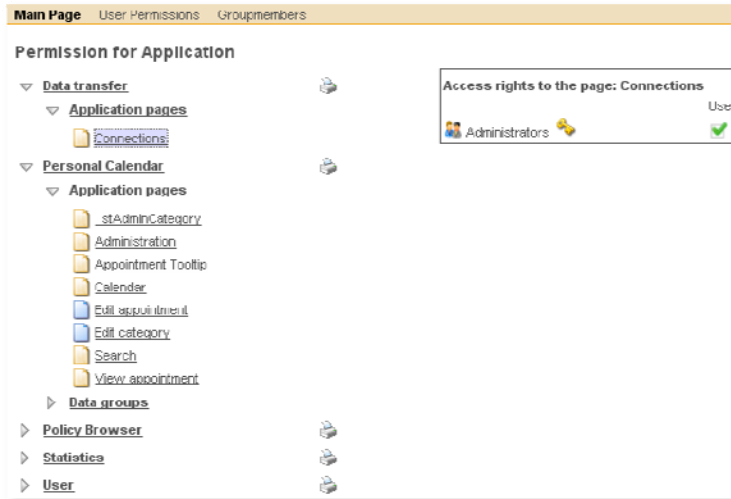 Main Page User Permissions Groupmembers
Permission for Application
Data transfer
Application pages
Connections
Personal Calendar
Application pages
_stAdminCategory
Administration
Appointment Tooltip
Calendar
Edit appointment
Edit category
Search
View appointment
Data groups
Policy Browser
Statistics
User
Access rights to the page: Connections
Use
Administrators